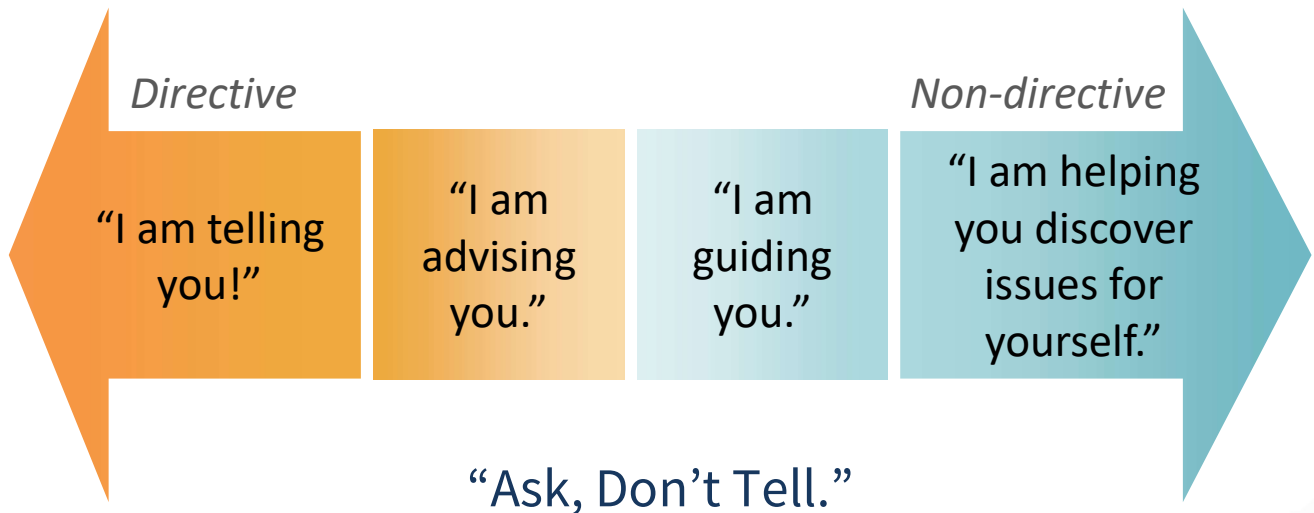 Directive
Non-directive
“I am telling
you!”
“I am
advising
you.”
“I am
guiding
you.”
“I am helping
you discover
issues for
yourself.”
“Ask, Don’t Tell.”